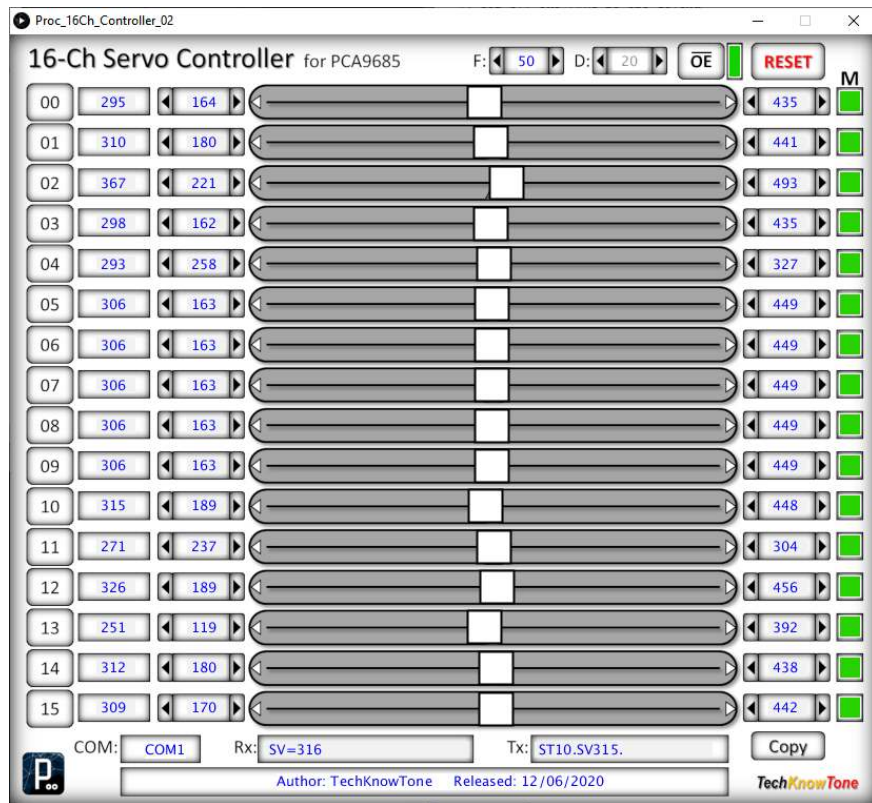 Proc_16Ch_Controller_02
16-Ch Servo Controller for PCA9685 F: 50 D: 20 OE RESET
M
00 295 164 435
01 310 180 441
02 367 221 493
03 298 162 435
04 293 258 327
05 306 163 449
06 306 163 449
07 306 163 449
08 306 163 449
09 306 163 449
10 315 189 448
11 271 237 304
12 326 189 456
13 251 119 392
14 312 180 438
15 309 170 442
COM: COM1 Rx: SV=316 Tx: ST10.SV315. Copy
P Author: TechKnowTone Released: 12/06/2020 TechKnowTone